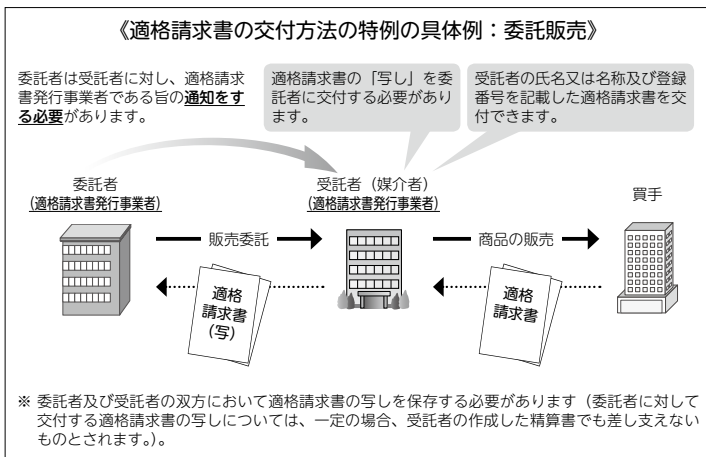 《適格請求書の交付方法の特例の具体例：委託販売》
委託者は受託者に対し、適格請求
書発行事業者である旨の通知をす
る必要があります。
適格請求書の「写し」を委
託者に交付する必要があり
ます。
受託者の氏名又は名称及び登録
番号を記載した適格請求書を交
付できます。
委託者
(適格請求書発行事業者)
受託者（媒介者）
(適格請求書発行事業者)
買手
販売委託
商品の販売
適格
請求書
(写)
適格
請求書
※ 委託者及び受託者の双方において適格請求書の写しを保存する必要があります（委託者に対して
交付する適格請求書の写しについては、一定の場合、受託者の作成した精算書でも差し支えない
ものとされます。）。